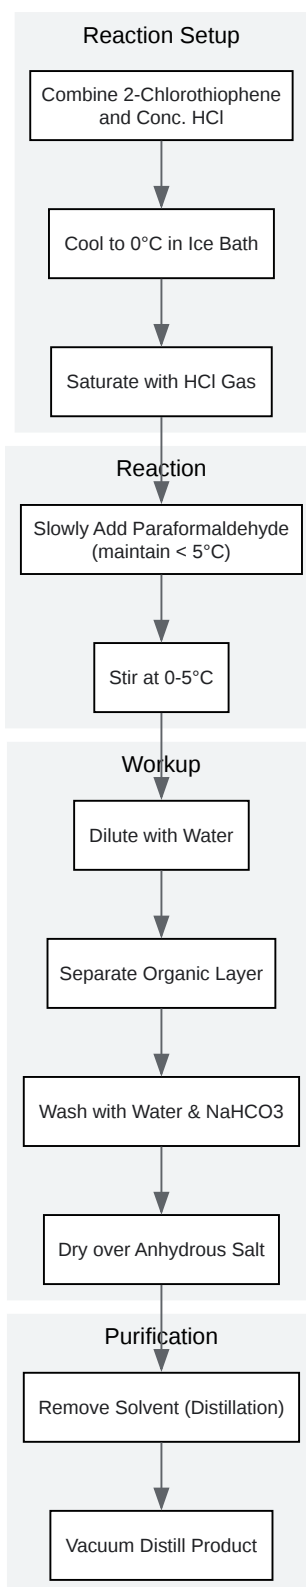 Reaction Setup
Combine 2-Chlorothiophene
and Conc. HCl
Cool to 0°C in Ice Bath
Saturate with HCl Gas
Reaction
Slowly Add Paraformaldehyde
(maintain < 5°C)
Stir at 0-5°C
Workup
Dilute with Water
Separate Organic Layer
Wash with Water & NaHCO3
Dry over Anhydrous Salt
Purification
Remove Solvent (Distillation)
Vacuum Distill Product